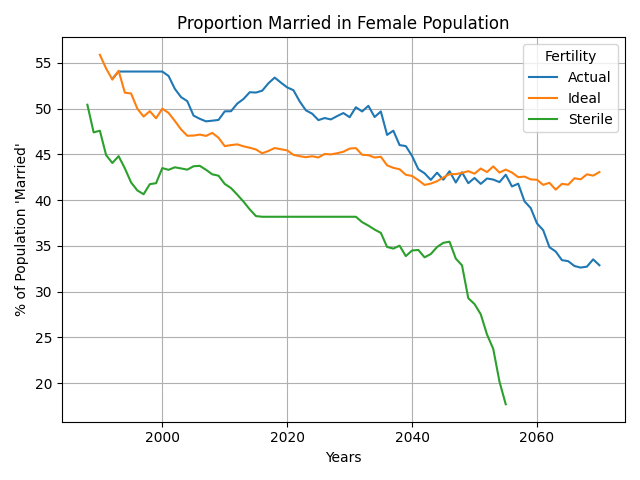 Proportion Married in Female Population
% of Population 'Married'
55
50
45
40
35
30
25
20
2000
2020
2040
2060
Years
Fertility
Actual
Ideal
Sterile